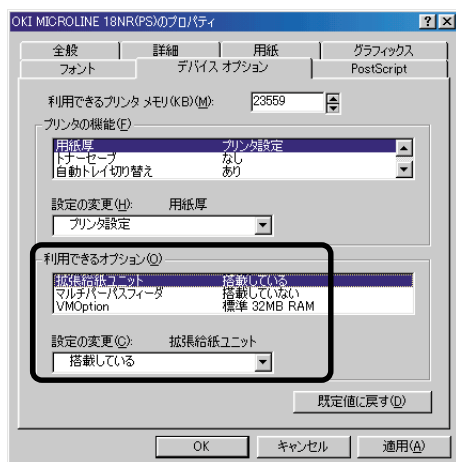 OKI MICROLINE 18NR(PS)のプロパティ
全般 詳細 用紙 グラフィックス
フォント デバイス オプション PostScript
利用できるプリンタ メモリ(KB)(M): 23559
プリンタの機能(F)
用紙厚 プリンタ設定
トナーセーブ なし
自動トレイ切り替え あり
設定の変更(H): 用紙厚
プリンタ設定
利用できるオプション(O)
拡張給紙ユニット 搭載している
マルチパーパスフィーダ 搭載していない
VMOption 標準 32MB RAM
設定の変更(C): 拡張給紙ユニット
搭載している
既定値に戻す(D)
OK キャンセル 適用(A)